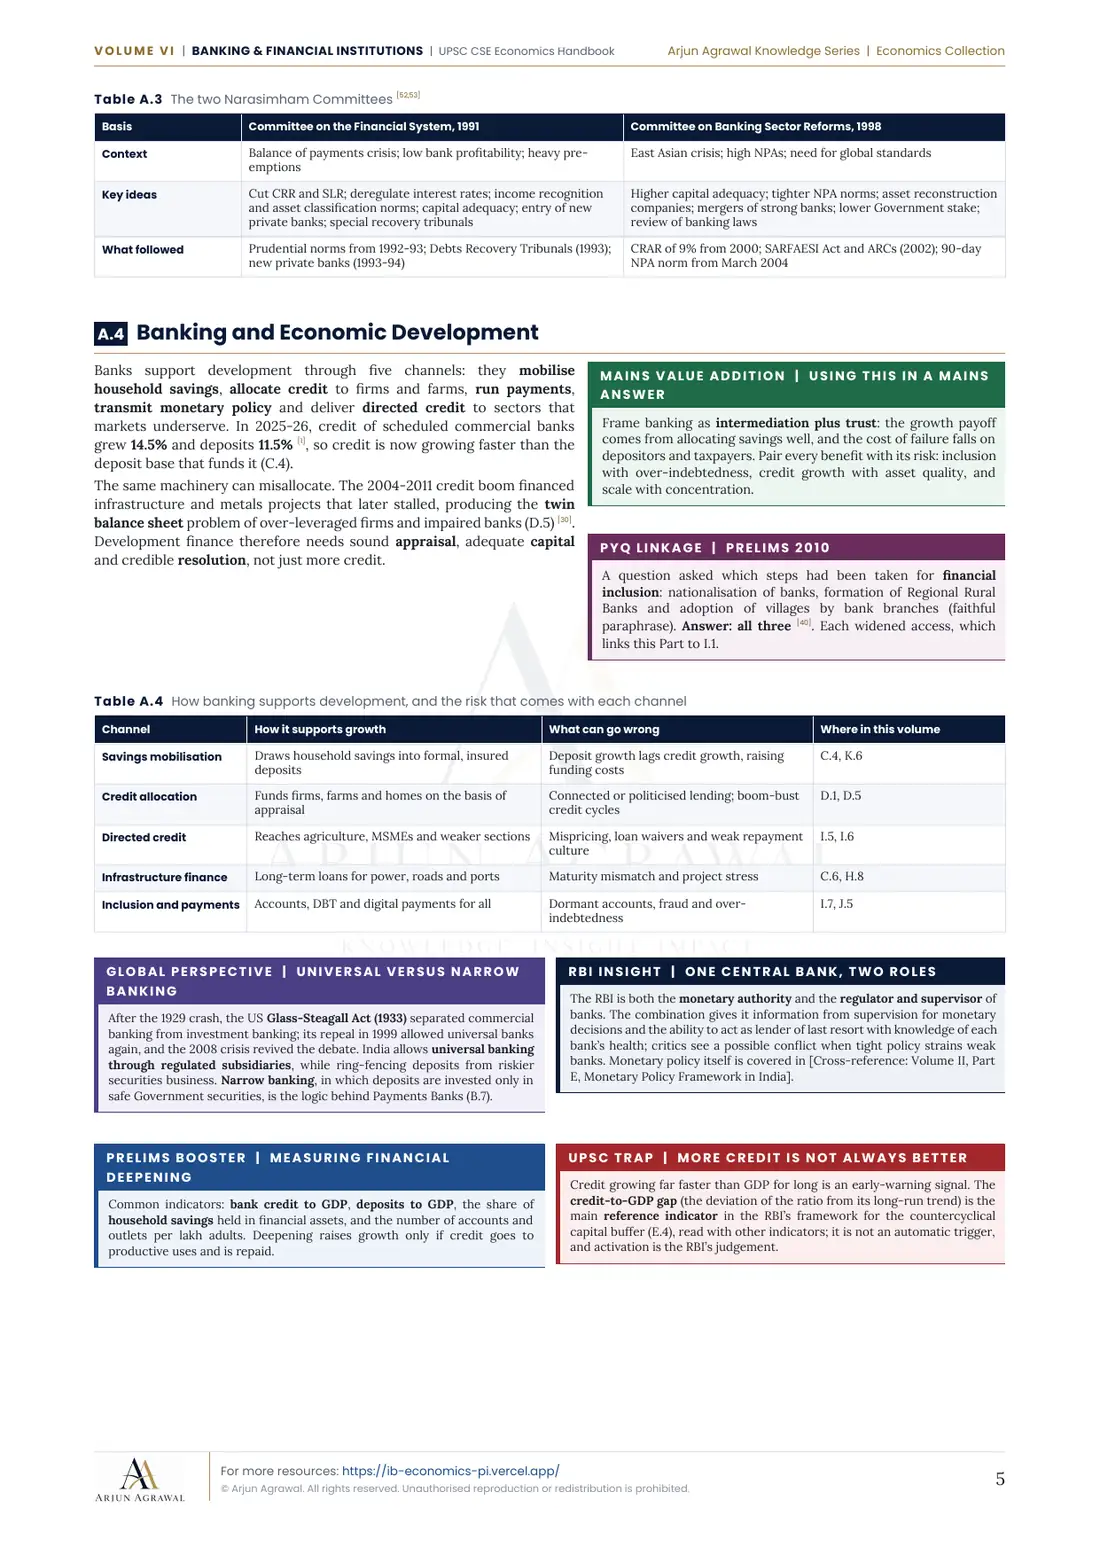 VOLUME VI | BANKING & FINANCIAL INSTITUTIONS | UPSC CSE Economics Handbook
Arjun Agrawal Knowledge Series | Economics Collection
Table A.3 The two Narasimham Committees [52,53]
Basis
Committee on the Financial System, 1991
Committee on Banking Sector Reforms, 1998
Context
Balance of payments crisis; low bank profitability; heavy pre-
emptions
East Asian crisis; high NPAs; need for global standards
Key ideas
Cut CRR and SLR; deregulate interest rates; income recognition
and asset classification norms; capital adequacy; entry of new
private banks; special recovery tribunals
Higher capital adequacy; tighter NPA norms; asset reconstruction
companies; mergers of strong banks; lower Government stake;
review of banking laws
What followed
Prudential norms from 1992-93; Debts Recovery Tribunals (1993);
new private banks (1993-94)
CRAR of 9% from 2000; SARFAESI Act and ARCs (2002); 90-day
NPA norm from March 2004
A.4 Banking and Economic Development
Banks support development through five channels: they mobilise
household savings, allocate credit to firms and farms, run payments,
transmit monetary policy and deliver directed credit to sectors that
markets underserve. In 2025-26, credit of scheduled commercial banks
grew 14.5% and deposits 11.5% [1], so credit is now growing faster than the
deposit base that funds it (C.4).
The same machinery can misallocate. The 2004-2011 credit boom financed
infrastructure and metals projects that later stalled, producing the twin
balance sheet problem of over-leveraged firms and impaired banks (D.5) [30].
Development finance therefore needs sound appraisal, adequate capital
and credible resolution, not just more credit.
MAINS VALUE ADDITION | USING THIS IN A MAINS
ANSWER
Frame banking as intermediation plus trust: the growth payoff
comes from allocating savings well, and the cost of failure falls on
depositors and taxpayers. Pair every benefit with its risk: inclusion
with over-indebtedness, credit growth with asset quality, and
scale with concentration.
PYQ LINKAGE | PRELIMS 2010
A question asked which steps had been taken for financial
inclusion: nationalisation of banks, formation of Regional Rural
Banks and adoption of villages by bank branches (faithful
paraphrase). Answer: all three [40]. Each widened access, which
links this Part to I.1.
Table A.4 How banking supports development, and the risk that comes with each channel
Channel
How it supports growth
What can go wrong
Where in this volume
Savings mobilisation
Draws household savings into formal, insured
deposits
Deposit growth lags credit growth, raising
funding costs
C.4, K.6
Credit allocation
Funds firms, farms and homes on the basis of
appraisal
Connected or politicised lending; boom-bust
credit cycles
D.1, D.5
Directed credit
Reaches agriculture, MSMEs and weaker sections
Mispricing, loan waivers and weak repayment
culture
I.5, I.6
Infrastructure finance
Long-term loans for power, roads and ports
Maturity mismatch and project stress
C.6, H.8
Inclusion and payments
Accounts, DBT and digital payments for all
Dormant accounts, fraud and over-
indebtedness
I.7, J.5
ARJUN AGRAWAL
KNOWLEDGE INSIGHT IMPACT
GLOBAL PERSPECTIVE | UNIVERSAL VERSUS NARROW
BANKING
After the 1929 crash, the US Glass-Steagall Act (1933) separated commercial
banking from investment banking; its repeal in 1999 allowed universal banks
again, and the 2008 crisis revived the debate. India allows universal banking
through regulated subsidiaries, while ring-fencing deposits from riskier
securities business. Narrow banking, in which deposits are invested only in
safe Government securities, is the logic behind Payments Banks (B.7).
RBI INSIGHT | ONE CENTRAL BANK, TWO ROLES
The RBI is both the monetary authority and the regulator and supervisor of
banks. The combination gives it information from supervision for monetary
decisions and the ability to act as lender of last resort with knowledge of each
bank's health; critics see a possible conflict when tight policy strains weak
banks. Monetary policy itself is covered in [Cross-reference: Volume II, Part
E, Monetary Policy Framework in India].
PRELIMS BOOSTER | MEASURING FINANCIAL
DEEPENING
Common indicators: bank credit to GDP, deposits to GDP, the share of
household savings held in financial assets, and the number of accounts and
outlets per lakh adults. Deepening raises growth only if credit goes to
productive uses and is repaid.
UPSC TRAP | MORE CREDIT IS NOT ALWAYS BETTER
Credit growing far faster than GDP for long is an early-warning signal. The
credit-to-GDP gap (the deviation of the ratio from its long-run trend) is the
main reference indicator in the RBI's framework for the countercyclical
capital buffer (E.4), read with other indicators; it is not an automatic trigger,
and activation is the RBI's judgement.
ARJUN AGRAWAL
For more resources: https://ib-economics-pi.vercel.app/
© Arjun Agrawal. All rights reserved. Unauthorised reproduction or redistribution is prohibited.
5